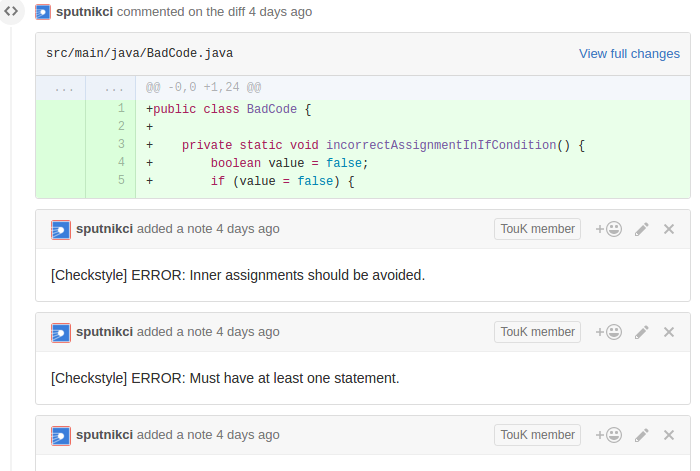 sputnikci commented on the diff 4 days ago
src/main/java/BadCode.java View full changes
... ... @@ -0,0 +1,24 @@
1 +public class BadCode {
2 +
3 +    private static void incorrectAssignmentInIfCondition() {
4 +        boolean value = false;
5 +        if (value = false) {
sputnikci added a note 4 days ago TouK member +
[Checkstyle] ERROR: Inner assignments should be avoided.
sputnikci added a note 4 days ago TouK member +
[Checkstyle] ERROR: Must have at least one statement.
sputnikci added a note 4 days ago TouK member +